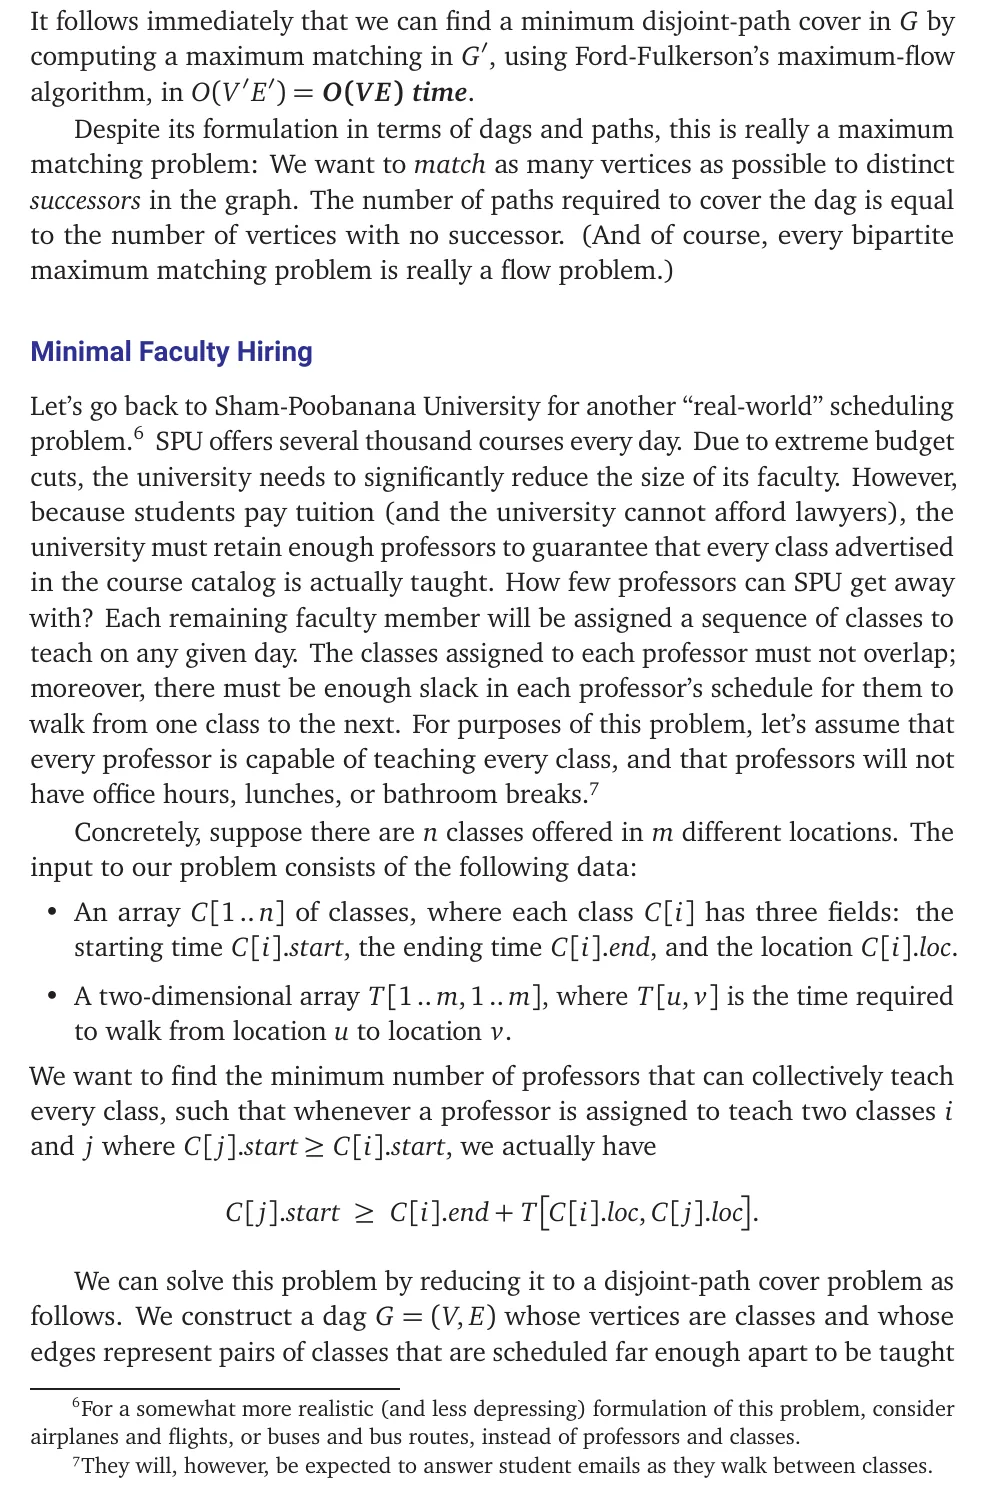 It follows immediately that we can find a minimum disjoint-path cover in G by
computing a maximum matching in G′, using Ford-Fulkerson’s maximum-flow
algorithm, in O(V′E′) = O(VE) time.
Despite its formulation in terms of dags and paths, this is really a maximum
matching problem: We want to match as many vertices as possible to distinct
successors in the graph. The number of paths required to cover the dag is equal
to the number of vertices with no successor. (And of course, every bipartite
maximum matching problem is really a flow problem.)
Minimal Faculty Hiring
Let’s go back to Sham-Poobanana University for another “real-world” scheduling
problem.⁶ SPU offers several thousand courses every day. Due to extreme budget
cuts, the university needs to significantly reduce the size of its faculty. However,
because students pay tuition (and the university cannot afford lawyers), the
university must retain enough professors to guarantee that every class advertised
in the course catalog is actually taught. How few professors can SPU get away
with? Each remaining faculty member will be assigned a sequence of classes to
teach on any given day. The classes assigned to each professor must not overlap;
moreover, there must be enough slack in each professor’s schedule for them to
walk from one class to the next. For purposes of this problem, let’s assume that
every professor is capable of teaching every class, and that professors will not
have office hours, lunches, or bathroom breaks.⁷
Concretely, suppose there are n classes offered in m different locations. The
input to our problem consists of the following data:
• An array C[1 .. n] of classes, where each class C[i] has three fields: the
starting time C[i].start, the ending time C[i].end, and the location C[i].loc.
• A two-dimensional array T[1 .. m, 1 .. m], where T[u, v] is the time required
to walk from location u to location v.
We want to find the minimum number of professors that can collectively teach
every class, such that whenever a professor is assigned to teach two classes i
and j where C[j].start ≥ C[i].start, we actually have
C[j].start ≥ C[i].end + T[C[i].loc, C[j].loc].
We can solve this problem by reducing it to a disjoint-path cover problem as
follows. We construct a dag G = (V, E) whose vertices are classes and whose
edges represent pairs of classes that are scheduled far enough apart to be taught
⁶For a somewhat more realistic (and less depressing) formulation of this problem, consider
airplanes and flights, or buses and bus routes, instead of professors and classes.
⁷They will, however, be expected to answer student emails as they walk between classes.